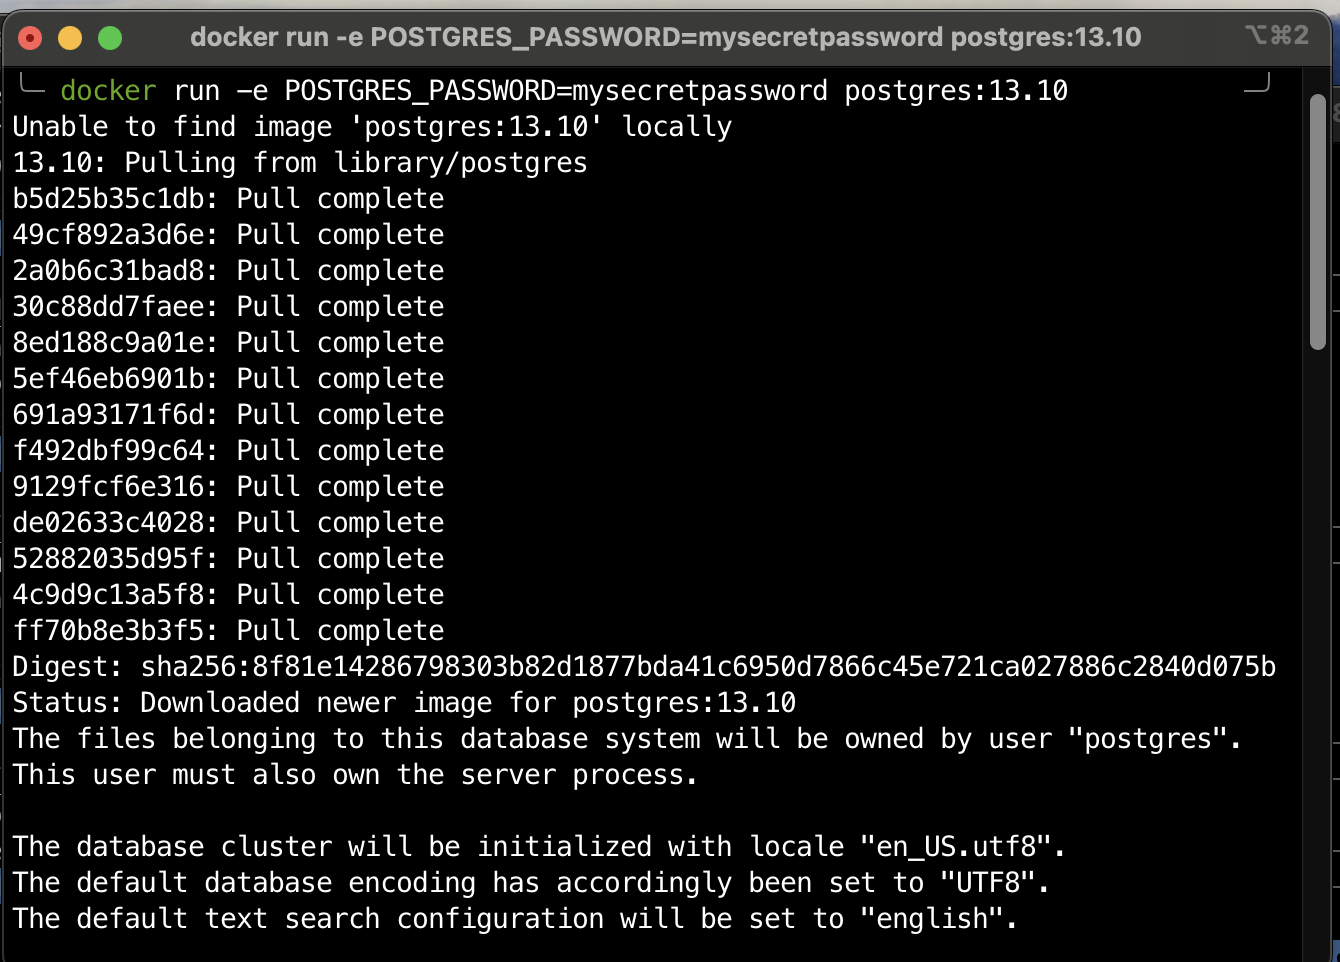 docker run -e POSTGRES_PASSWORD=mysecretpassword postgres:13.10 ⌥⌘2
docker run -e POSTGRES_PASSWORD=mysecretpassword postgres:13.10
Unable to find image 'postgres:13.10' locally
13.10: Pulling from library/postgres
b5d25b35c1db: Pull complete
49cf892a3d6e: Pull complete
2a0b6c31bad8: Pull complete
30c88dd7faee: Pull complete
8ed188c9a01e: Pull complete
5ef46eb6901b: Pull complete
691a93171f6d: Pull complete
f492dbf99c64: Pull complete
9129fcf6e316: Pull complete
de02633c4028: Pull complete
52882035d95f: Pull complete
4c9d9c13a5f8: Pull complete
ff70b8e3b3f5: Pull complete
Digest: sha256:8f81e14286798303b82d1877bda41c6950d7866c45e721ca027886c2840d075b
Status: Downloaded newer image for postgres:13.10
The files belonging to this database system will be owned by user "postgres".
This user must also own the server process.

The database cluster will be initialized with locale "en_US.utf8".
The default database encoding has accordingly been set to "UTF8".
The default text search configuration will be set to "english".